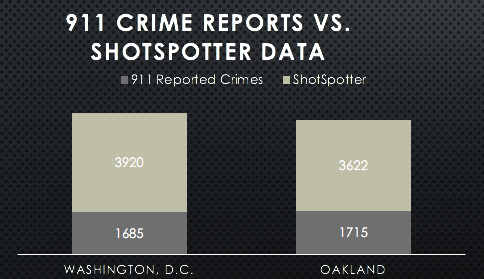 911 CRIME REPORTS VS.
SHOTSPOTTER DATA
911 Reported Crimes ShotSpotter
3920 3622
1685 1715
WASHINGTON, D.C. OAKLAND